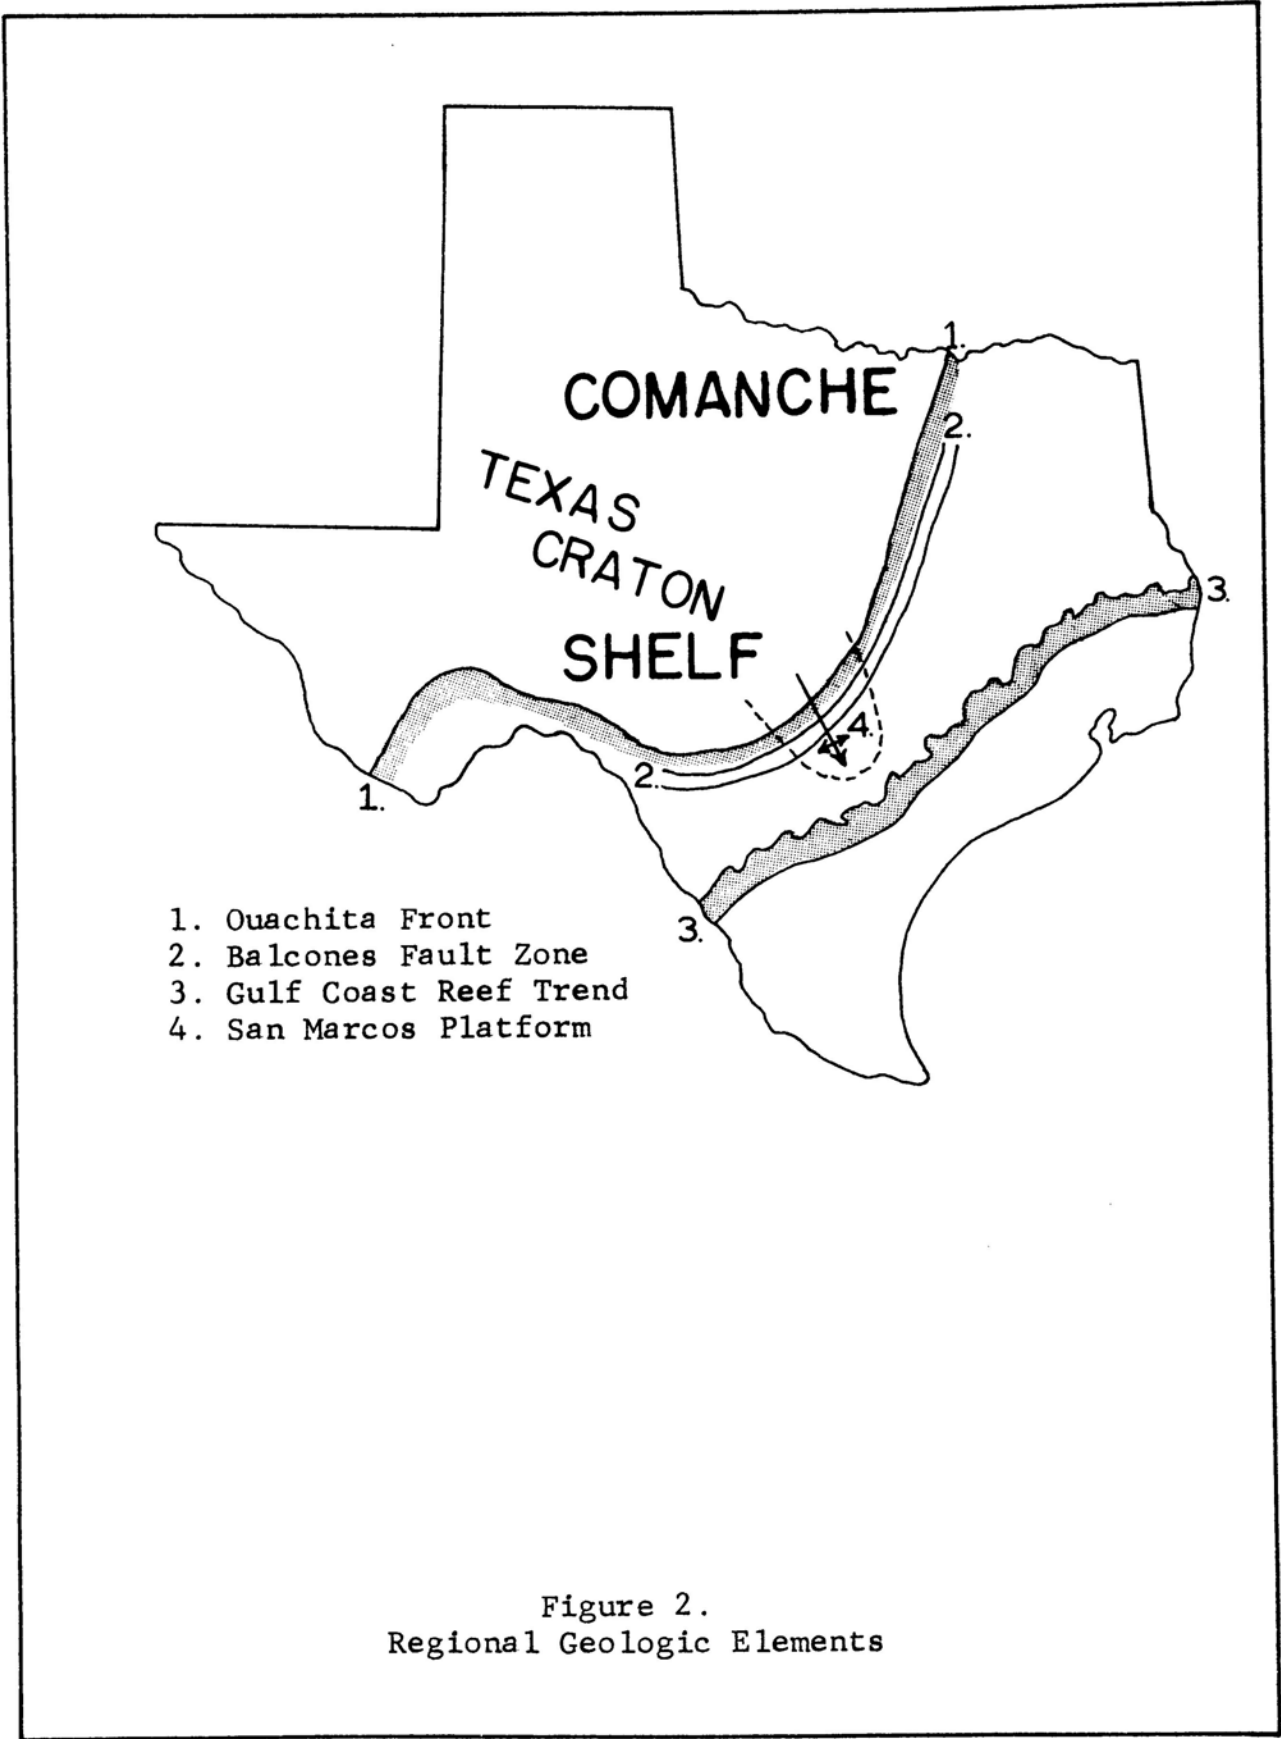 1.
COMANCHE
2.
TEXAS
CRATON
3.
SHELF
4.
2.
1.
3.
1. Ouachita Front
2. Balcones Fault Zone
3. Gulf Coast Reef Trend
4. San Marcos Platform
Figure 2.
Regional Geologic Elements